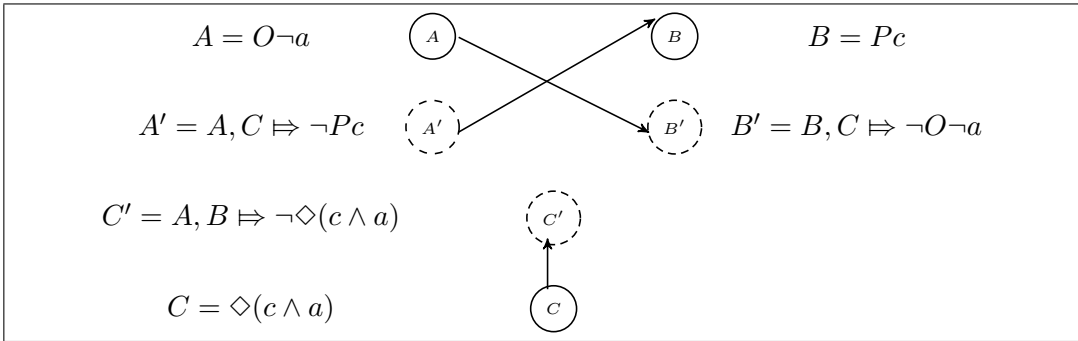 A = O¬a A B B = Pc
A′ = A, C ⤇ ¬Pc A′ B′ B′ = B, C ⤇ ¬O¬a
C′ = A, B ⤇ ¬◇(c ∧ a) C′
C = ◇(c ∧ a) C